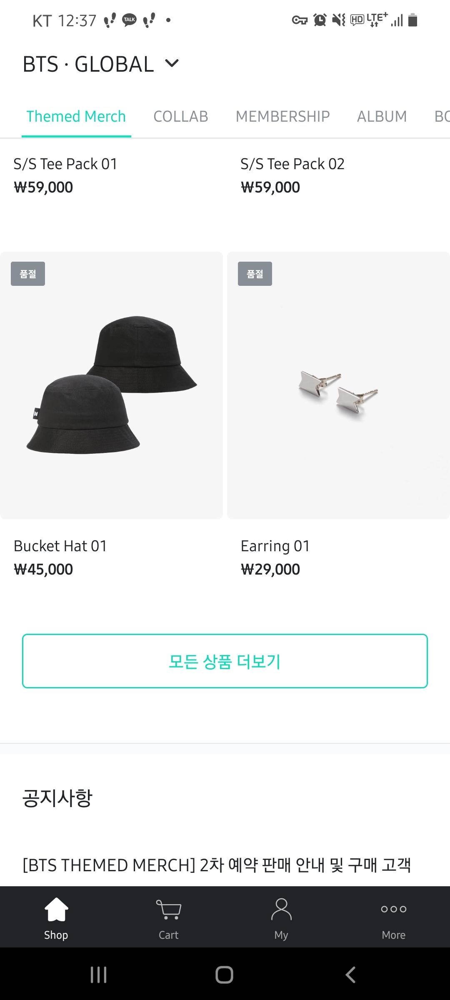 KT 12:37 TALK HD LTE+
BTS · GLOBAL
Themed Merch COLLAB MEMBERSHIP ALBUM BO
S/S Tee Pack 01
₩59,000
S/S Tee Pack 02
₩59,000
품절
품절
Bucket Hat 01
₩45,000
Earring 01
₩29,000
모든 상품 더보기
공지사항
[BTS THEMED MERCH] 2차 예약 판매 안내 및 구매 고객
Shop Cart My More